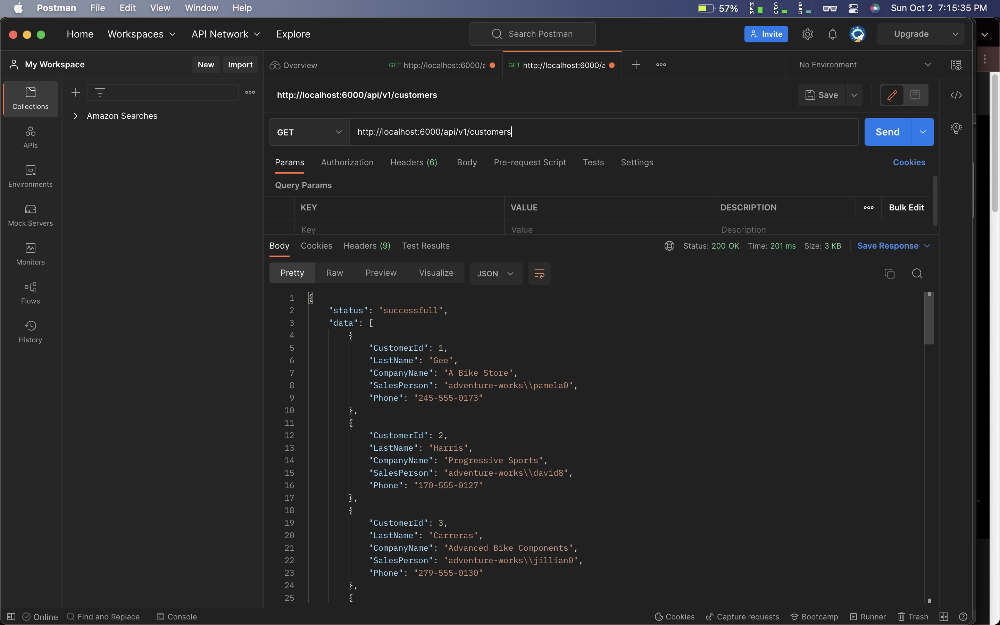 Postman File Edit View Window Help 57% MEM CPU SSD Sun Oct 2 7:15:35 PM
Home Workspaces API Network Explore Search Postman Invite Upgrade
My Workspace New Import Overview GET http://localhost:6000/a GET http://localhost:6000/a No Environment
Collections
APIs
Environments
Mock Servers
Monitors
Flows
History
Amazon Searches
http://localhost:6000/api/v1/customers Save
GET http://localhost:6000/api/v1/customers Send
Params Authorization Headers (6) Body Pre-request Script Tests Settings Cookies
Query Params
KEY VALUE DESCRIPTION Bulk Edit
Key Value Description
Body Cookies Headers (9) Test Results Status: 200 OK Time: 201 ms Size: 3 KB Save Response
Pretty Raw Preview Visualize JSON
1 {
2 "status": "successfull",
3 "data": [
4 {
5 "CustomerId": 1,
6 "LastName": "Gee",
7 "CompanyName": "A Bike Store",
8 "SalesPerson": "adventure-works\\pamela0",
9 "Phone": "245-555-0173"
10 },
11 {
12 "CustomerId": 2,
13 "LastName": "Harris",
14 "CompanyName": "Progressive Sports",
15 "SalesPerson": "adventure-works\\david8",
16 "Phone": "170-555-0127"
17 },
18 {
19 "CustomerId": 3,
20 "LastName": "Carreras",
21 "CompanyName": "Advanced Bike Components",
22 "SalesPerson": "adventure-works\\jillian0",
23 "Phone": "279-555-0130"
24 },
25 {
Online Find and Replace Console Cookies Capture requests Bootcamp Runner Trash